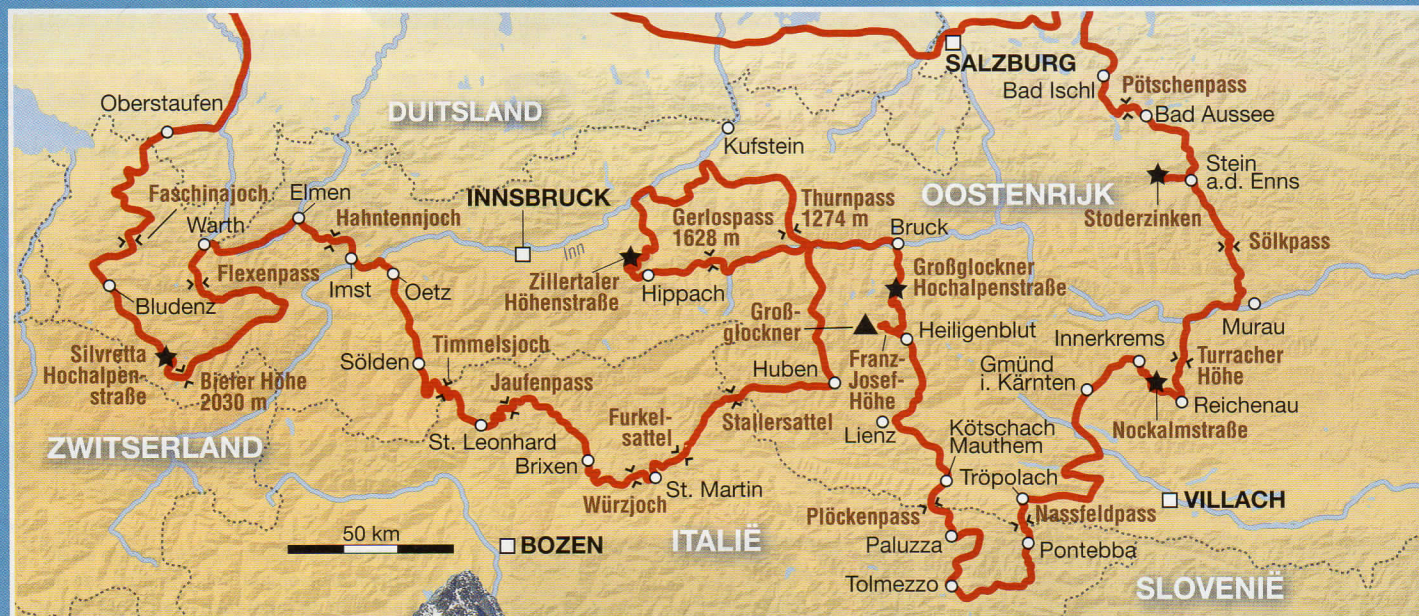 SALZBURG
Bad Ischl
Pötschenpass
Bad Aussee
Oberstaufen
DUITSLAND
Kufstein
Stein
a.d. Enns
Faschinajoch
Elmen
INNSBRUCK
Thurnpass
1274 m
OOSTENRIJK
Stoderzinken
Warth
Hahntennjoch
Gerlospass
1628 m
Bruck
Sölkpass
Inn
Flexenpass
Zillertaler
Höhenstraße
Großglockner
Hochalpenstraße
Bludenz
Imst
Oetz
Hippach
Groß-
glockner
Heiligenblut
Innerkrems
Murau
Silvretta
Hochalpen-
straße
Bieler Höhe
2030 m
Sölden
Timmelsjoch
Jaufenpass
Huben
Franz-
Josef-
Höhe
Gmünd
i. Kärnten
Turracher
Höhe
Reichenau
ZWITSERLAND
St. Leonhard
Furkel-
sattel
Stallersattel
Lienz
Kötschach
Mauthem
Nockalmstraße
Brixen
St. Martin
Tröpolach
Würzjoch
VILLACH
Plöckenpass
Nassfeldpass
50 km
BOZEN
ITALIË
Paluzza
Pontebba
Tolmezzo
SLOVENIË